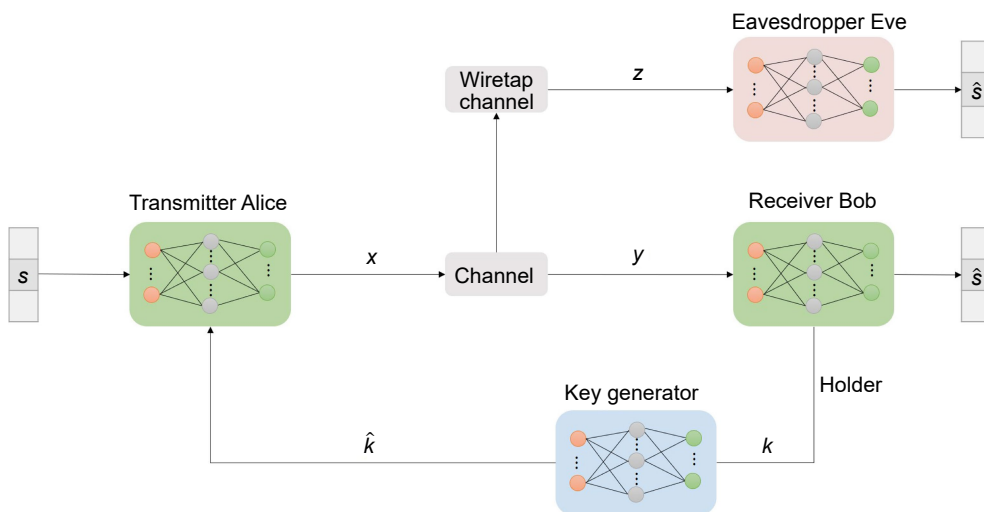 Eavesdropper Eve
Wiretap
channel
z
ŝ
Transmitter Alice
Receiver Bob
s
x
Channel
y
ŝ
Holder
Key generator
k̂
k